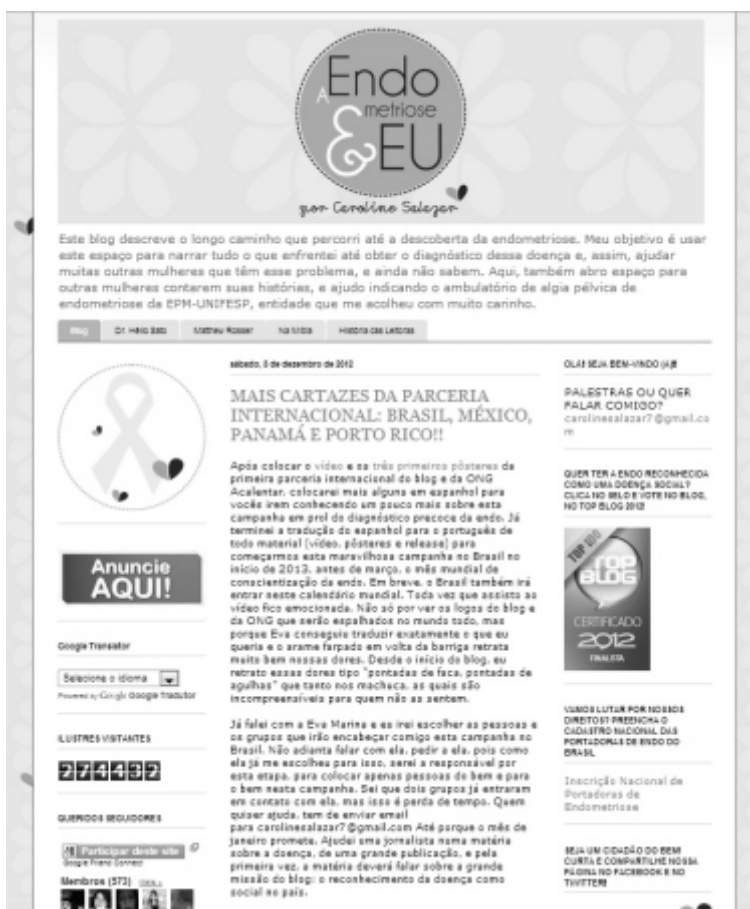 A Endo
metriose
& EU
por Caroline Salazar
Este blog descreve o longo caminho que percorri até a descoberta da endometriose. Meu objetivo é usar
este espaço para narrar tudo o que enfrentei até obter o diagnóstico dessa doença e, assim, ajudar
muitas outras mulheres que têm esse problema, e ainda não sabem. Aqui, também abro espaço para
outras mulheres contarem suas histórias, e ajudo indicando o ambulatório de algia pélvica de
endometriose da EPM-UNIFESP, entidade que me acolheu com muito carinho.
Blog Dr. Hélio Sato Matheu Rosser Na Mídia História das Leitoras
Anuncie
AQUI!
Google Translator
Selecione o idioma
Powered by Google Google Tradutor
ILUSTRES VISITANTES
274432
QUERIDOS SEGUIDORES
Participar deste site
Google Friend Connect
Membros (573)
sábado, 8 de dezembro de 2012
MAIS CARTAZES DA PARCERIA
INTERNACIONAL: BRASIL, MÉXICO,
PANAMÁ E PORTO RICO!!
Após colocar o vídeo e os três primeiros pôsteres da
primeira parceria internacional do blog e da ONG
Acalentar, colocarei mais alguns em espanhol para
vocês irem conhecendo um pouco mais sobre esta
campanha em prol do diagnóstico precoce da endo. Já
terminei a tradução do espanhol para o português de
todo material (vídeo, pôsteres e release) para
começarmos esta maravilhosa campanha no Brasil no
início de 2013, antes de março, o mês mundial de
conscientização da endo. Em breve, o Brasil também irá
entrar neste calendário mundial. Toda vez que assisto ao
vídeo fico emocionada. Não só por ver os logos do blog e
da ONG que serão espalhados no mundo todo, mas
porque Eva conseguiu traduzir exatamente o que eu
queria e o arame farpado em volta da barriga retrata
muito bem nossas dores. Desde o início do blog, eu
retrato essas dores tipo "pontadas de faca, pontadas de
agulhas" que tanto nos machuca, as quais são
incompreensíveis para quem não as sentem.
Já falei com a Eva Marina e eu irei escolher as pessoas e
os grupos que irão encabeçar comigo esta campanha no
Brasil. Não adianta falar com ela, pedir a ela, pois como
ela já me escolheu para isso, serei a responsável por
esta etapa, para colocar apenas pessoas do bem e para
o bem nesta campanha. Sei que dois grupos já entraram
em contato com ela, mas isso é perda de tempo. Quem
quiser ajuda, tem de enviar email
para carolinesalazar7@gmail.com Até porque o mês de
janeiro promete. Ajudei uma jornalista numa matéria
sobre a doença, de uma grande publicação, e pela
primeira vez, a matéria deverá falar sobre a grande
missão do blog: o reconhecimento da doença como
social no país.
OLÁ! SEJA BEM-VINDO (A)!
PALESTRAS OU QUER
FALAR COMIGO?
carolinesalazar7@gmail.co
m
QUER TER A ENDO RECONHECIDA
COMO UMA DOENÇA SOCIAL?
CLICA NO SELO E VOTE NO BLOG,
NO TOP BLOG 2012!
TOP 100
TOP
BLOG
CERTIFICADO
2012
FINALISTA
VAMOS LUTAR POR NOSSOS
DIREITOS? PREENCHA O
CADASTRO NACIONAL DAS
PORTADORAS DE ENDO DO
BRASIL
Inscrição Nacional de
Portadoras de
Endometriose
SEJA UM CIDADÃO DO BEM!
CURTA E COMPARTILHE NOSSA
PÁGINA NO FACEBOOK E NO
TWITTER!